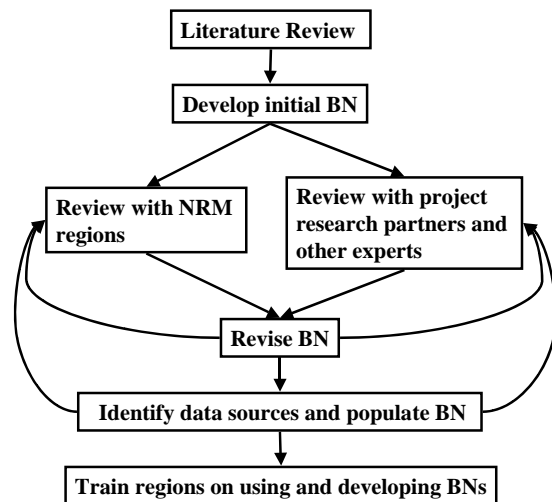 Literature Review
Develop initial BN
Review with NRM
regions
Review with project
research partners and
other experts
Revise BN
Identify data sources and populate BN
Train regions on using and developing BNs